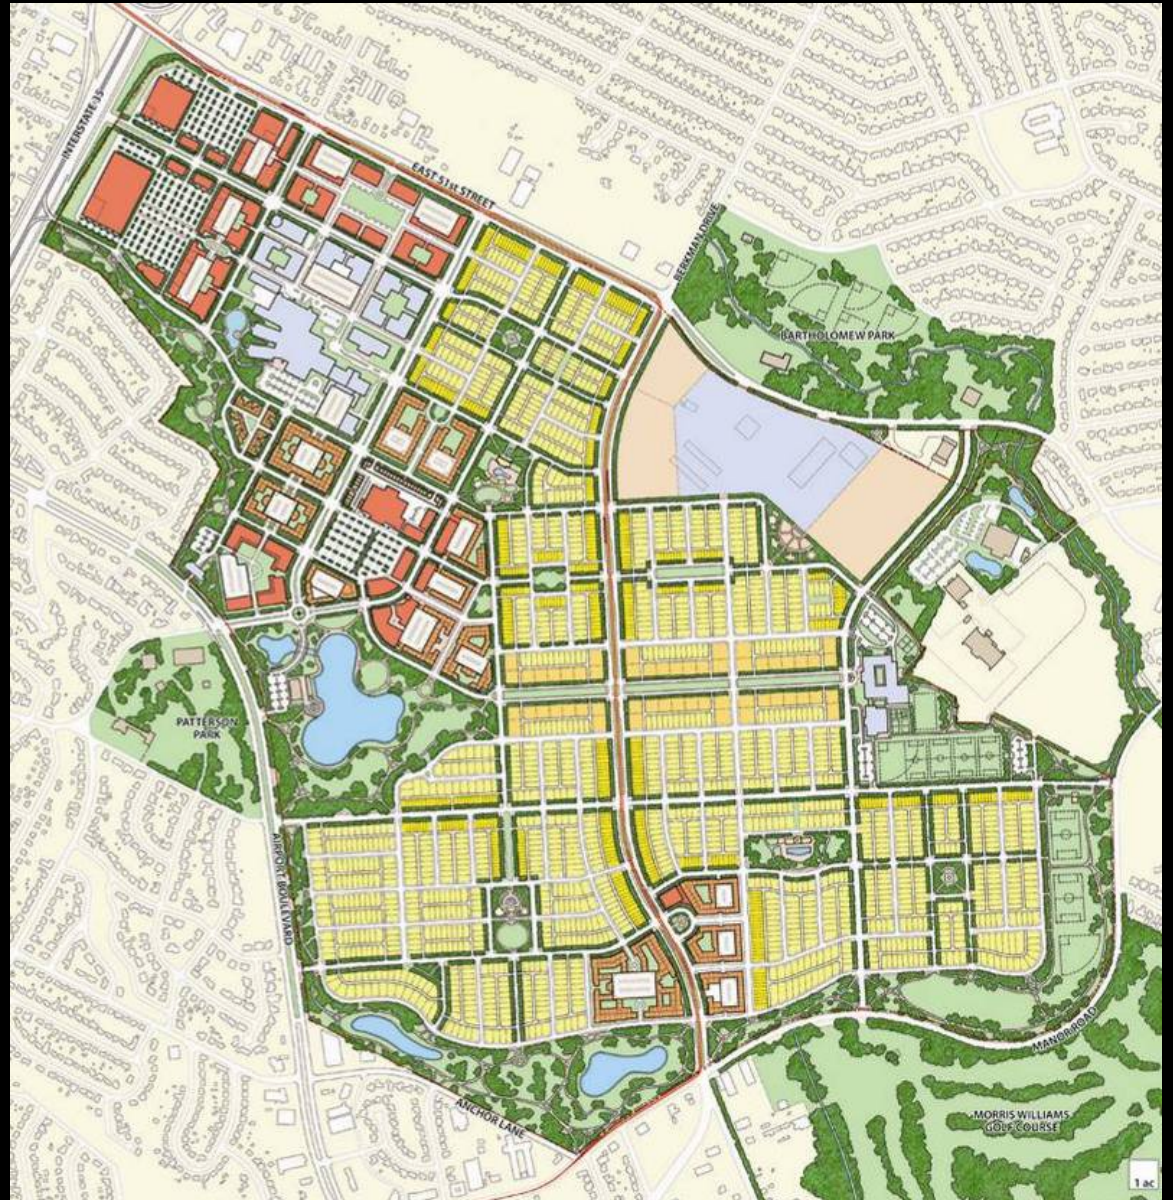 INTERSTATE 35
EAST 51st STREET
BERKMAN DRIVE
BARTHOLOMEW PARK
PATTERSON
PARK
AIRPORT BOULEVARD
MANOR ROAD
ANCHOR LANE
MORRIS WILLIAMS
GOLF COURSE
1 ac